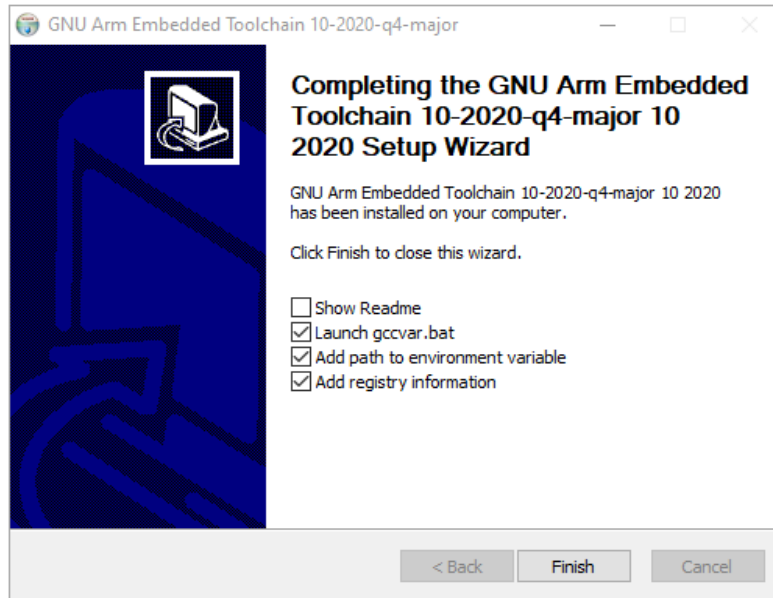 GNU Arm Embedded Toolchain 10-2020-q4-major
Completing the GNU Arm Embedded
Toolchain 10-2020-q4-major 10
2020 Setup Wizard
GNU Arm Embedded Toolchain 10-2020-q4-major 10 2020
has been installed on your computer.
Click Finish to close this wizard.
Show Readme
Launch gccvar.bat
Add path to environment variable
Add registry information
< Back
Finish
Cancel